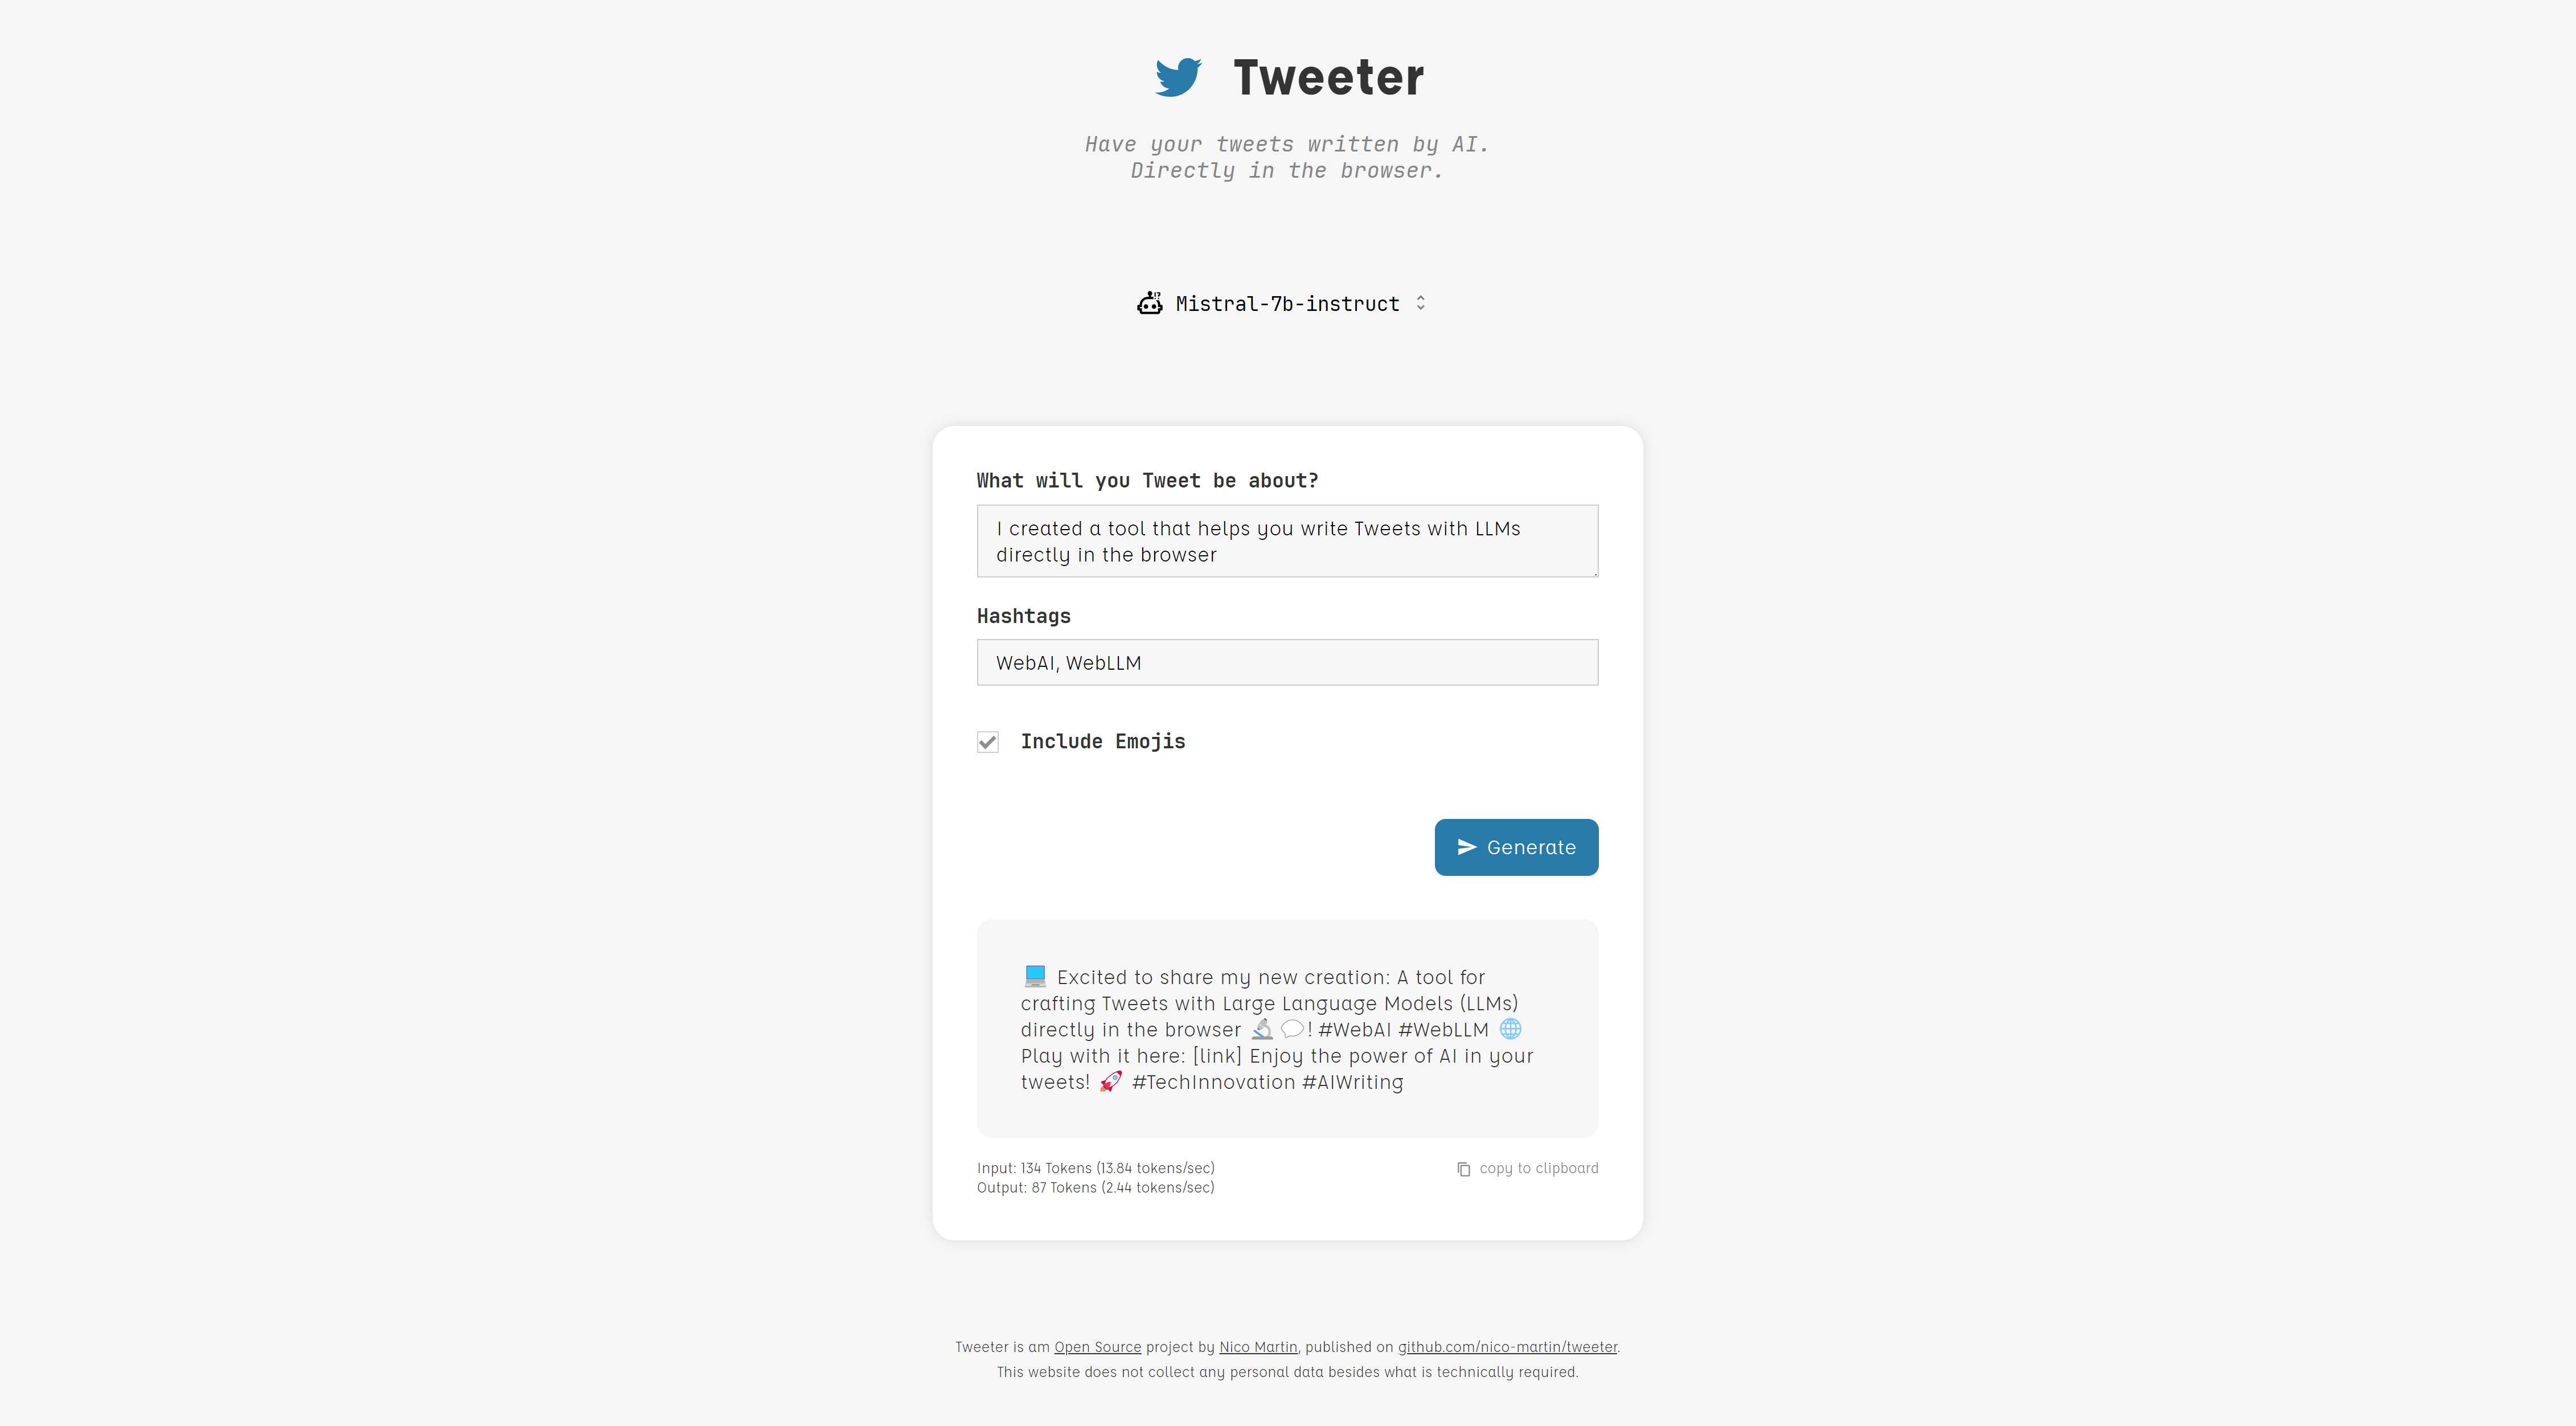 Tweeter
Have your tweets written by AI.
Directly in the browser.
Mistral-7b-instruct
What will you Tweet be about?
I created a tool that helps you write Tweets with LLMs
directly in the browser
Hashtags
WebAI, WebLLM
Include Emojis
Generate
💻 Excited to share my new creation: A tool for
crafting Tweets with Large Language Models (LLMs)
directly in the browser 🔬💭! #WebAI #WebLLM 🌐
Play with it here: [link] Enjoy the power of AI in your
tweets! 🚀 #TechInnovation #AIWriting
Input: 134 Tokens (13.84 tokens/sec)
Output: 87 Tokens (2.44 tokens/sec)
copy to clipboard
Tweeter is am Open Source project by Nico Martin, published on github.com/nico-martin/tweeter.
This website does not collect any personal data besides what is technically required.